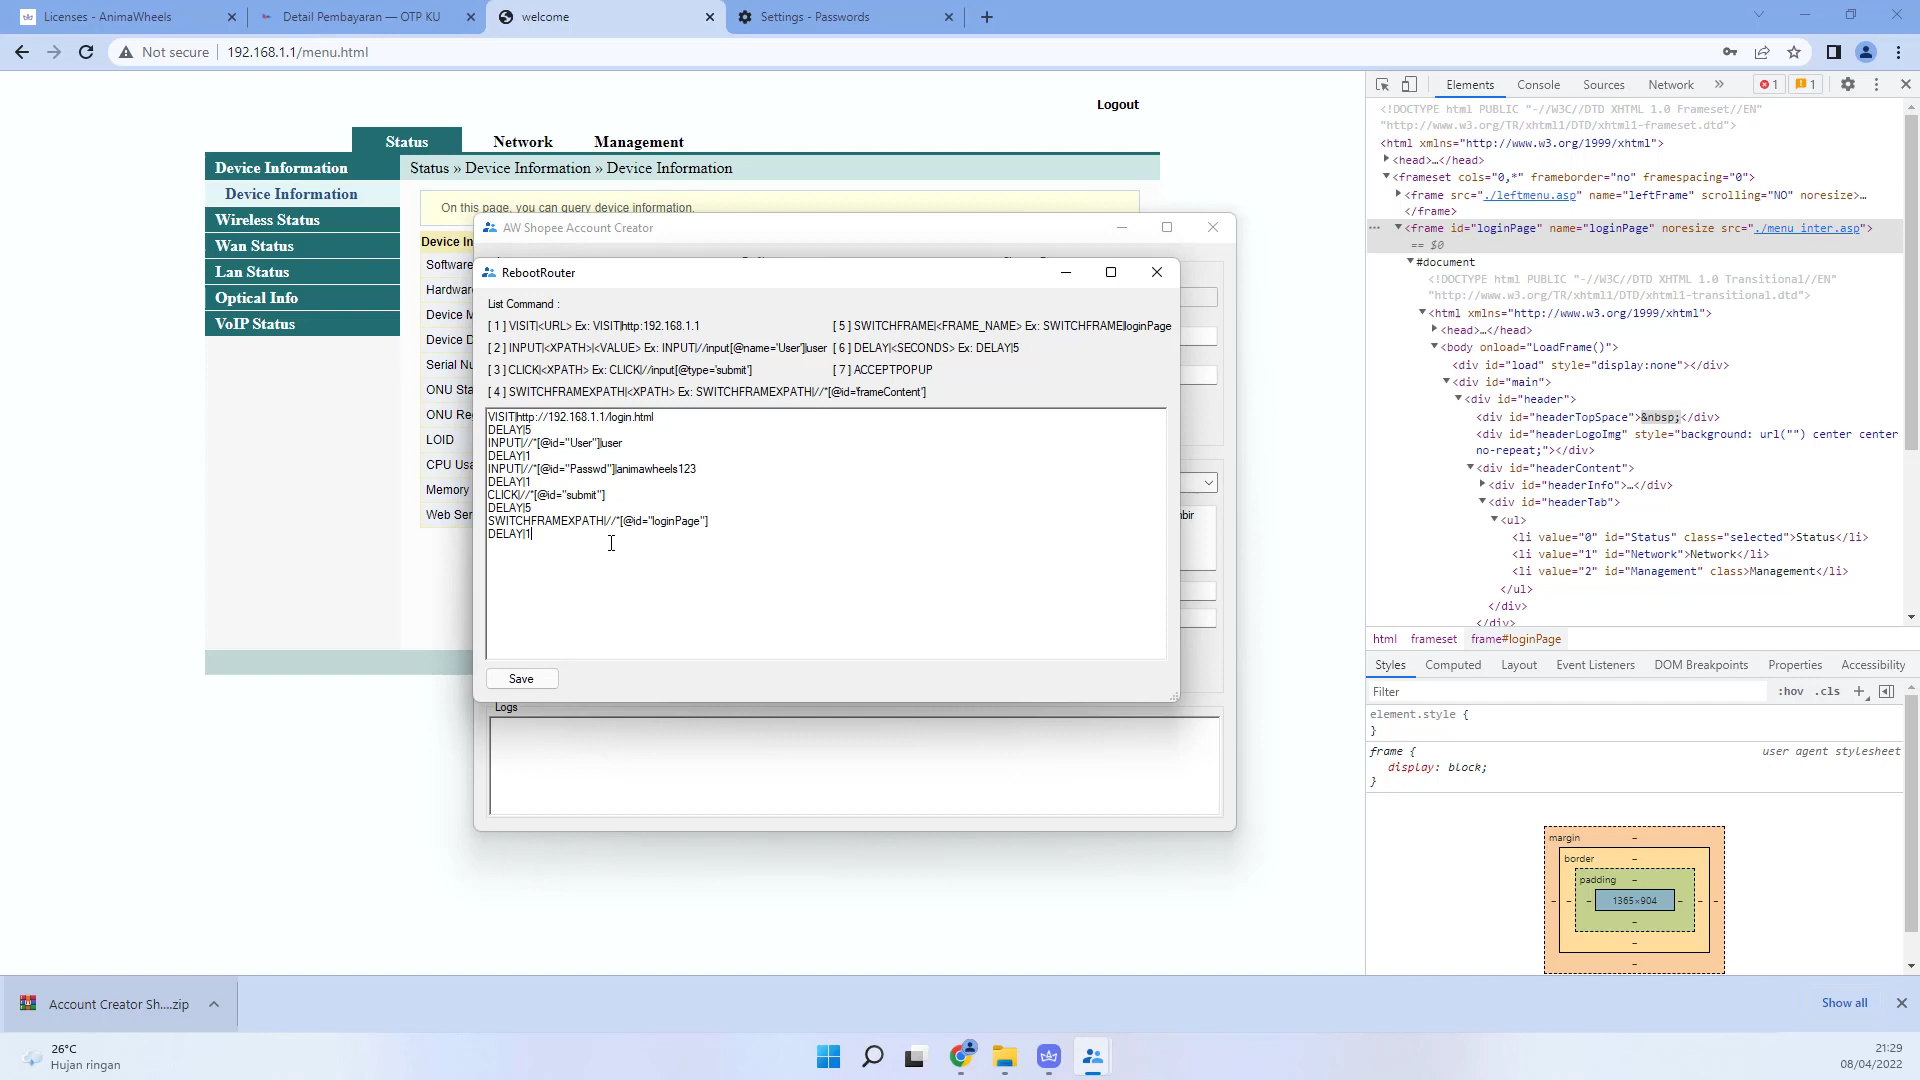 Licenses - AnimaWheels
Detail Pembayaran — OTP KU
welcome
Settings - Passwords
Not secure
192.168.1.1/menu.html
Logout
Status
Network
Management
Device Information
Status » Device Information » Device Information
Device Information
Wireless Status
Wan Status
Lan Status
Optical Info
VoIP Status
On this page, you can query device information.
Device In
Software
Hardware
Device M
Device D
Serial Nu
ONU Sta
ONU Reg
LOID
CPU Usa
Memory
Web Ser
AW Shopee Account Creator
RebootRouter
List Command :
[ 1 ] VISIT|<URL> Ex: VISIT|http:192.168.1.1
[ 5 ] SWITCHFRAME|<FRAME_NAME> Ex: SWITCHFRAME|loginPage
[ 2 ] INPUT|<XPATH>|<VALUE> Ex: INPUT|//input[@name='User']|user
[ 6 ] DELAY|<SECONDS> Ex: DELAY|5
[ 3 ] CLICK|<XPATH> Ex: CLICK|//input[@type='submit']
[ 7 ] ACCEPTPOPUP
[ 4 ] SWITCHFRAMEXPATH|<XPATH> Ex: SWITCHFRAMEXPATH|//*[@id='frameContent']
VISIT|http://192.168.1.1/login.html
DELAY|5
INPUT|//*[@id="User"]|user
DELAY|1
INPUT|//*[@id="Passwd"]|animawheels123
DELAY|1
CLICK|//*[@id="submit"]
DELAY|5
SWITCHFRAMEXPATH|//*[@id="loginPage"]
DELAY|1
mbir
Save
Logs
Elements
Console
Sources
Network
1
1
<!DOCTYPE html PUBLIC "-//W3C//DTD XHTML 1.0 Frameset//EN"
"http://www.w3.org/TR/xhtml1/DTD/xhtml1-frameset.dtd">
<html xmlns="http://www.w3.org/1999/xhtml">
<head>…</head>
<frameset cols="0,*" frameborder="no" framespacing="0">
<frame src="./leftmenu.asp" name="leftFrame" scrolling="NO" noresize>…
</frame>
<frame id="loginPage" name="loginPage" noresize src="./menu_inter.asp">
== $0
#document
<!DOCTYPE html PUBLIC "-//W3C//DTD XHTML 1.0 Transitional//EN"
"http://www.w3.org/TR/xhtml1/DTD/xhtml1-transitional.dtd">
<html xmlns="http://www.w3.org/1999/xhtml">
<head>…</head>
<body onload="LoadFrame()">
<div id="load" style="display:none"></div>
<div id="main">
<div id="header">
<div id="headerTopSpace">&nbsp;</div>
<div id="headerLogoImg" style="background: url("") center center
no-repeat;"></div>
<div id="headerContent">
<div id="headerInfo">…</div>
<div id="headerTab">
<ul>
<li value="0" id="Status" class="selected">Status</li>
<li value="1" id="Network">Network</li>
<li value="2" id="Management" class>Management</li>
</ul>
</div>
</div>
html
frameset
frame#loginPage
Styles
Computed
Layout
Event Listeners
DOM Breakpoints
Properties
Accessibility
Filter
:hov
.cls
element.style {
}
frame {
user agent stylesheet
display: block;
}
margin
border
padding
1365×904
Account Creator Sh....zip
Show all
26°C
Hujan ringan
21:29
08/04/2022